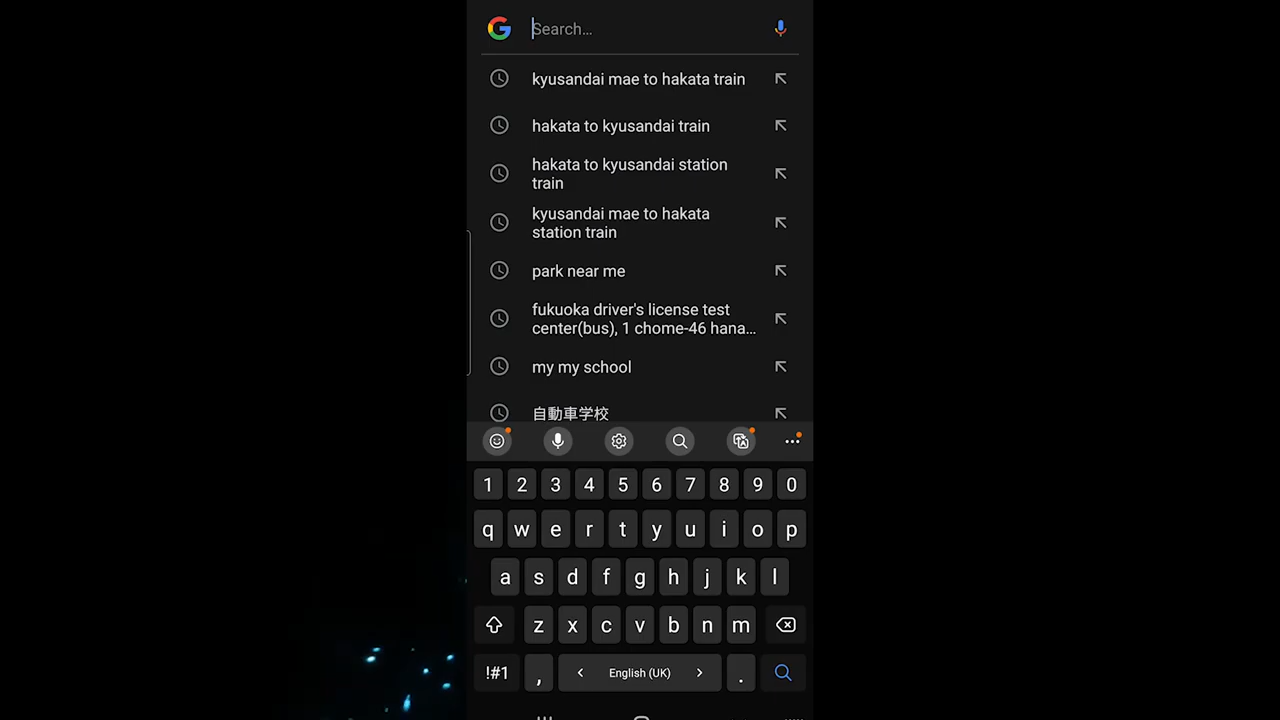 Search...
kyusandai mae to hakata train
hakata to kyusandai train
hakata to kyusandai station
train
kyusandai mae to hakata
station train
park near me
fukuoka driver's license test
center(bus), 1 chome-46 hana...
my my school
自動車学校
1 2 3 4 5 6 7 8 9 0
q w e r t y u i o p
a s d f g h j k l
z x c v b n m
!#1 , < English (UK) > .